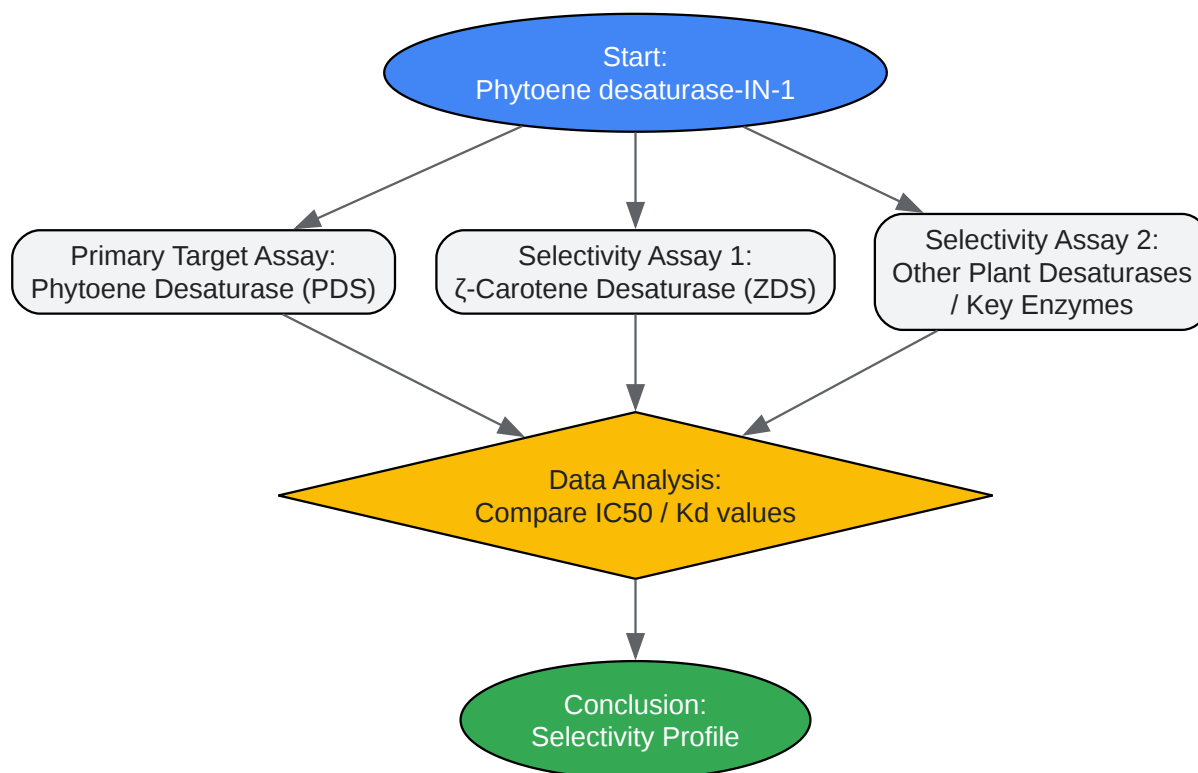 Start:
Phytoene desaturase-IN-1
Primary Target Assay:
Phytoene Desaturase (PDS)
Selectivity Assay 1:
ζ-Carotene Desaturase (ZDS)
Selectivity Assay 2:
Other Plant Desaturases
/ Key Enzymes
Data Analysis:
Compare IC50 / Kd values
Conclusion:
Selectivity Profile